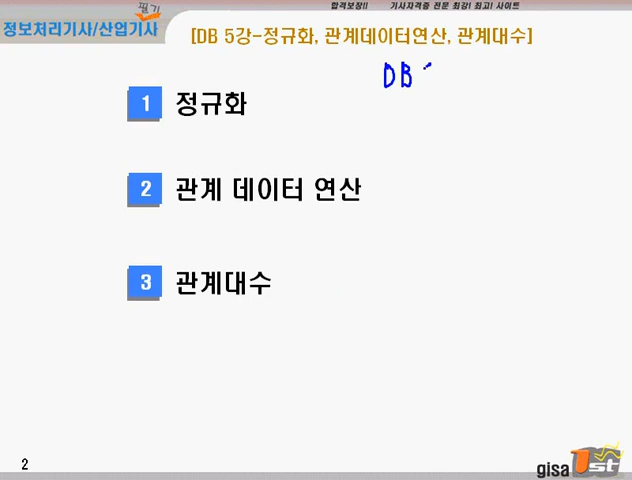 합격보장!! 기사자격증 전문 최강! 최고! 사이트
필기
정보처리기사/산업기사
[DB 5강-정규화, 관계데이터연산, 관계대수]
DB
1 정규화
2 관계 데이터 연산
3 관계대수
2
gisa 1st